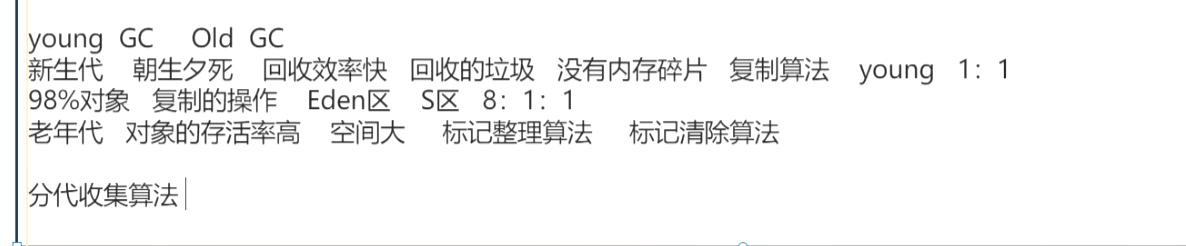 young GC Old GC
新生代 朝生夕死 回收效率快 回收的垃圾 没有内存碎片 复制算法 young 1：1
98%对象 复制的操作 Eden区 S区 8：1：1
老年代 对象的存活率高 空间大 标记整理算法 标记清除算法
分代收集算法